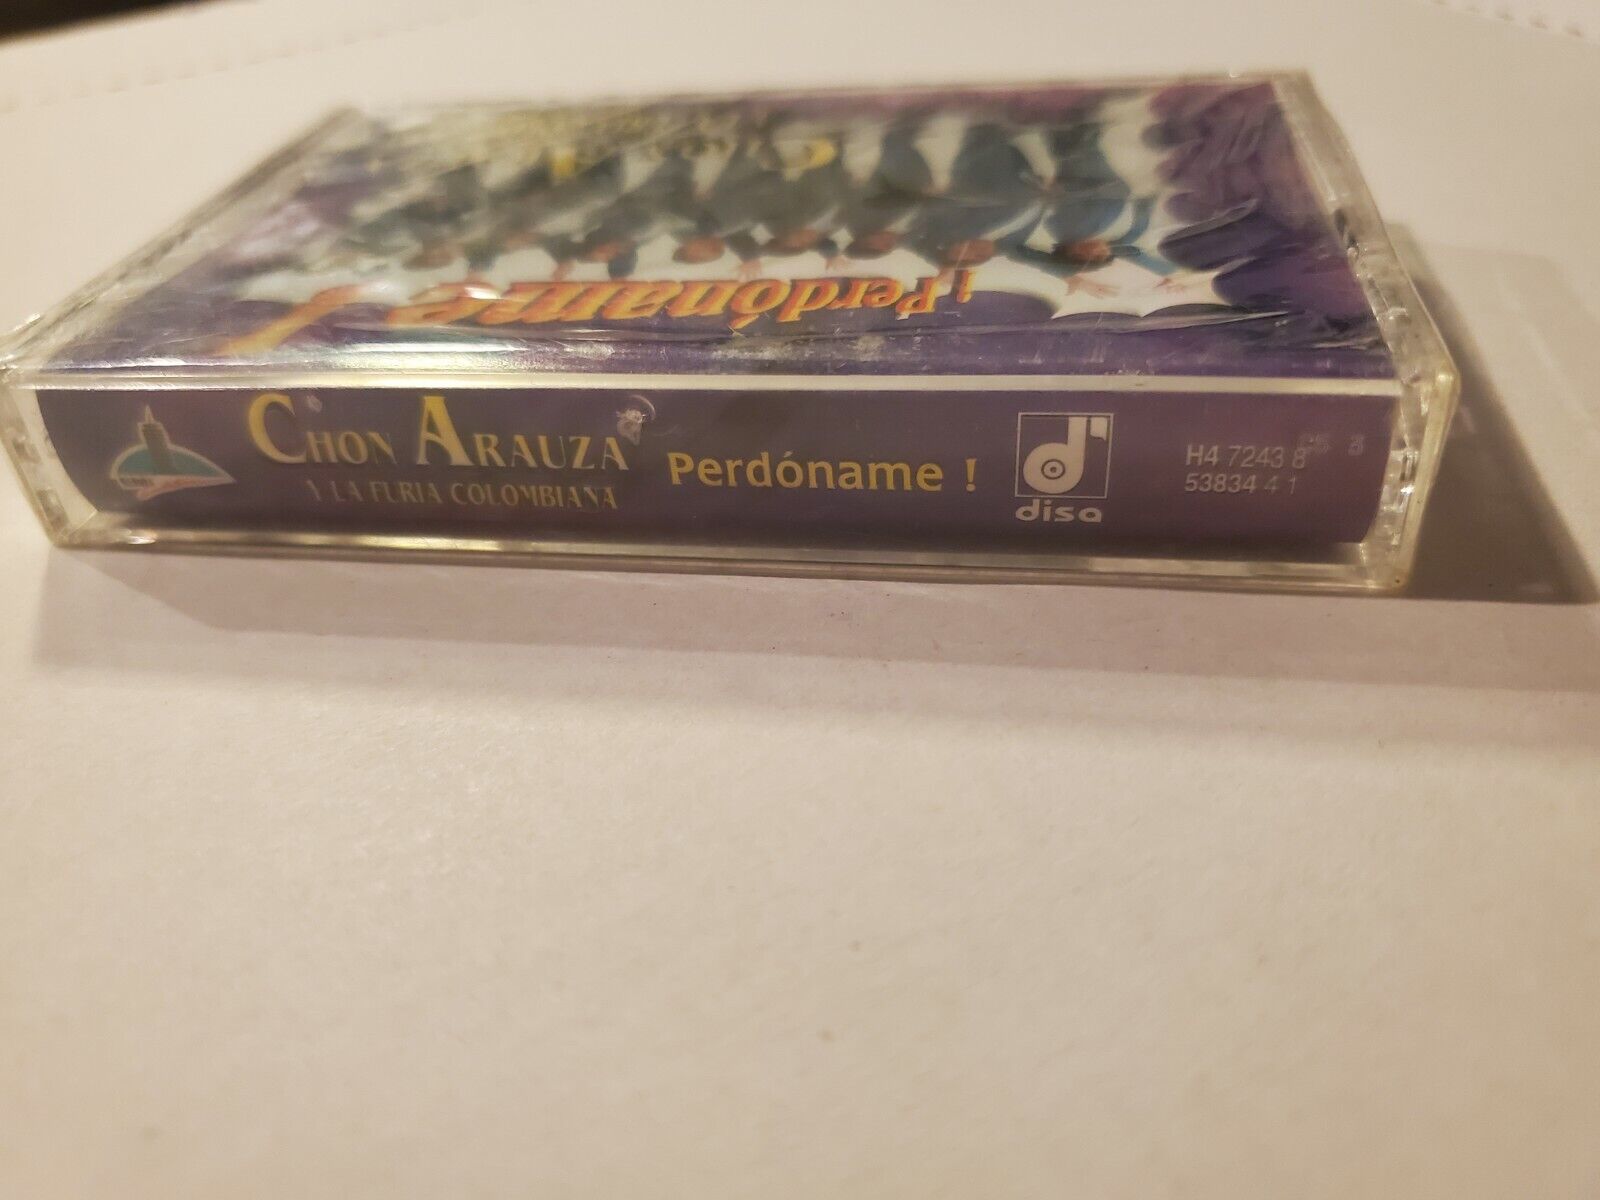 ¡Perdóname!
CHON ARAUZA
Y LA FURIA COLOMBIANA
Perdóname !
d
disa
H4 7243 8
53834 4 1